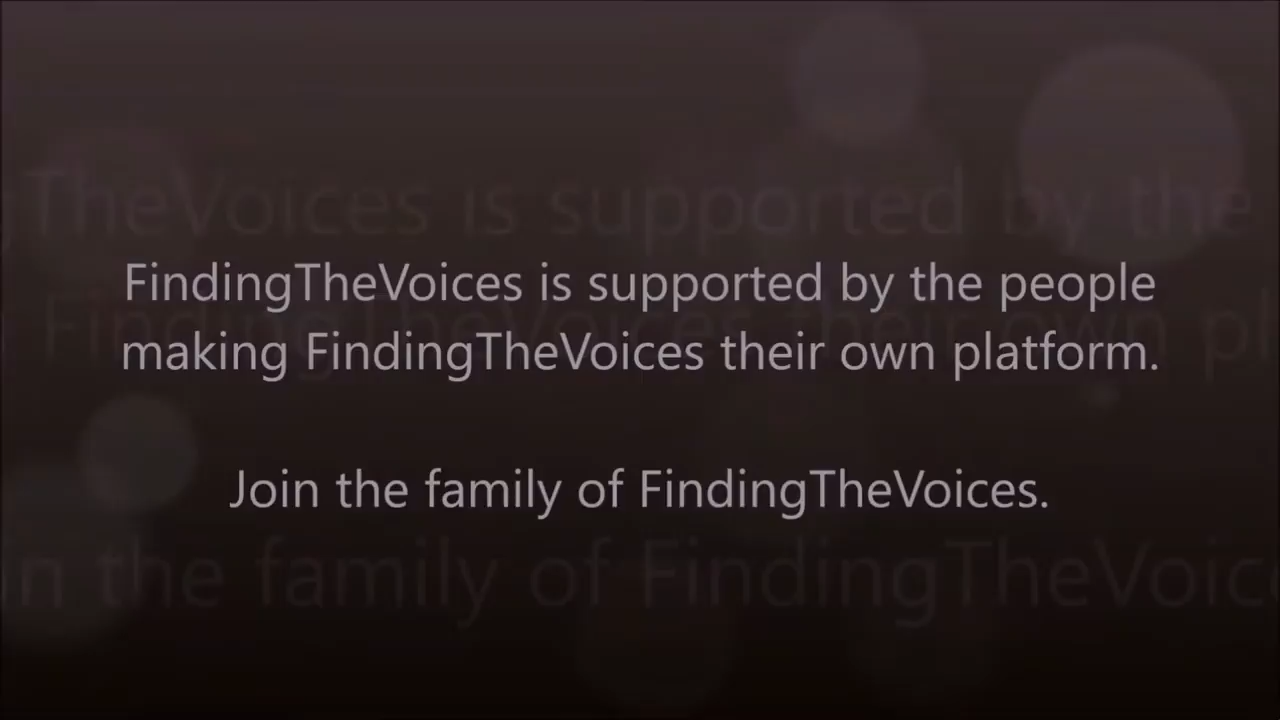 FindingTheVoices is supported by the people
making FindingTheVoices their own platform.
Join the family of FindingTheVoices.